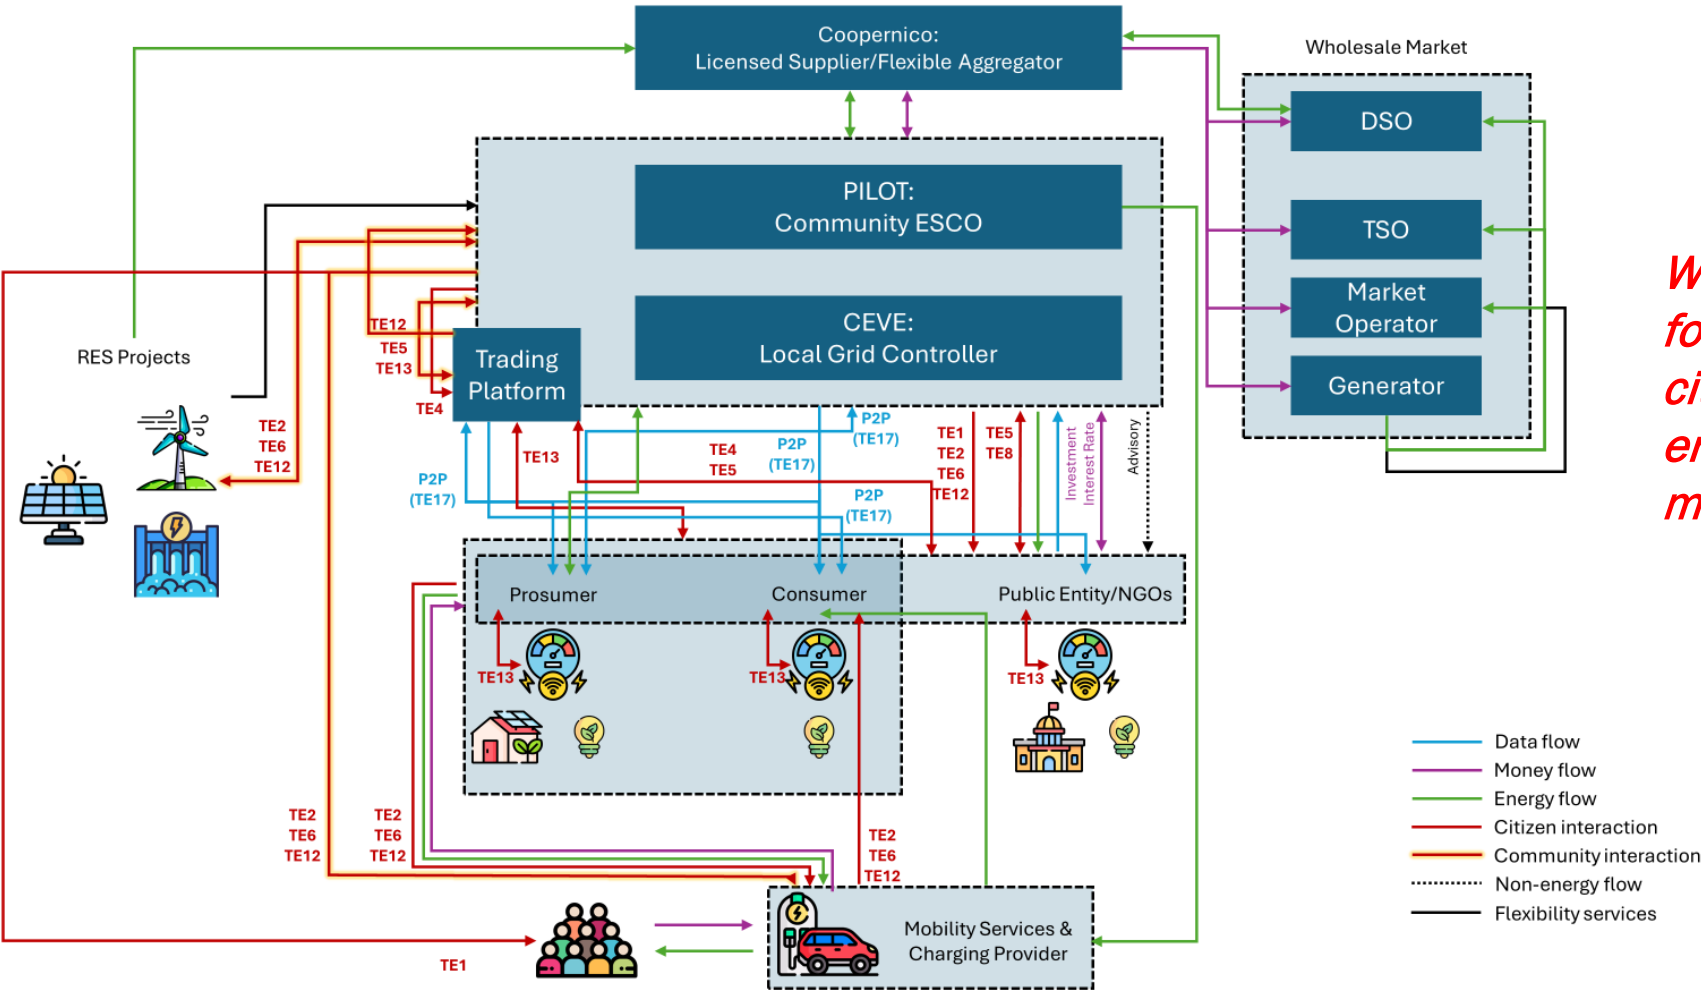 Coopernico:
Licensed Supplier/Flexible Aggregator
Wholesale Market
DSO
TSO
Market
Operator
Generator
PILOT:
Community ESCO
CEVE:
Local Grid Controller
Trading
Platform
RES Projects
TE12
TE5
TE13
TE4
TE2
TE6
TE12
P2P
(TE17)
TE13
TE4
TE5
P2P
(TE17)
P2P
(TE17)
P2P
(TE17)
TE1
TE2
TE6
TE12
TE5
TE8
Investment
Interest Rate
Advisory
Prosumer
Consumer
Public Entity/NGOs
TE13
TE13
TE13
TE2
TE6
TE12
TE2
TE6
TE12
TE2
TE6
TE12
TE1
Mobility Services &
Charging Provider
Data flow
Money flow
Energy flow
Citizen interaction
Community interaction
Non-energy flow
Flexibility services